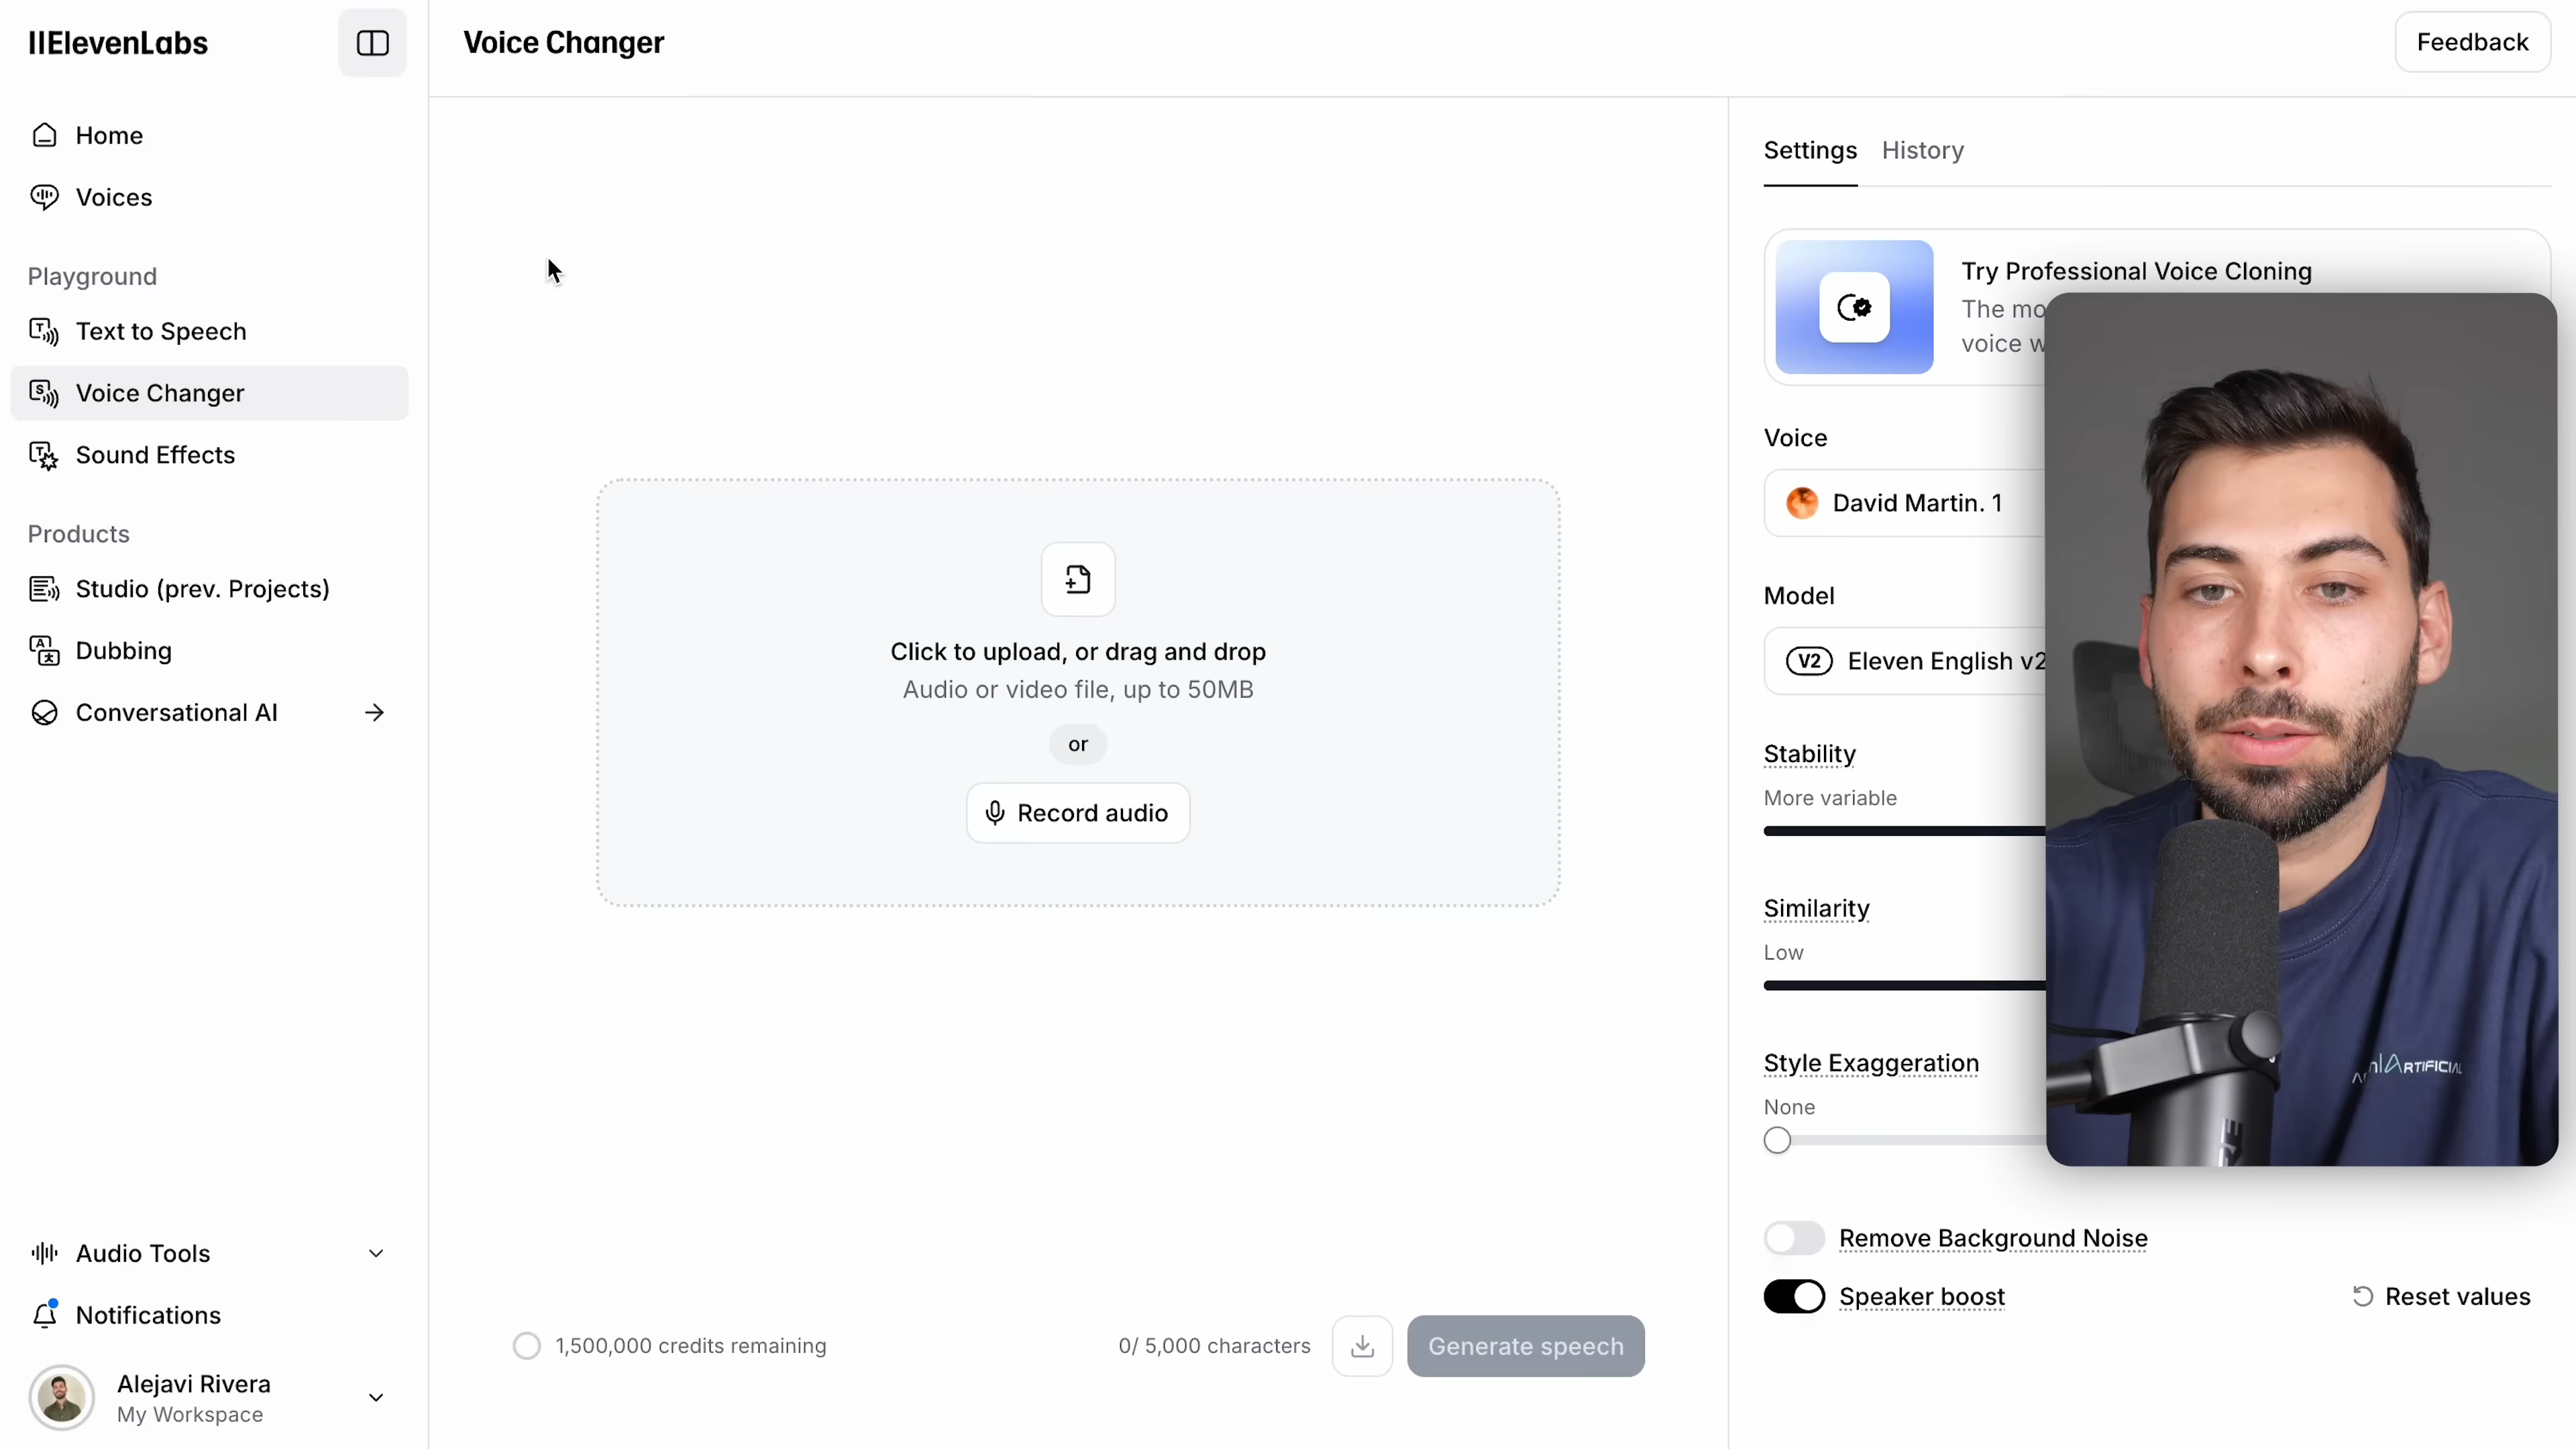 IIElevenLabs
Voice Changer
Feedback
Home
Voices
Playground
Text to Speech
Voice Changer
Sound Effects
Products
Studio (prev. Projects)
Dubbing
Conversational AI
Audio Tools
Notifications
Alejavi Rivera
My Workspace
Click to upload, or drag and drop
Audio or video file, up to 50MB
or
Record audio
1,500,000 credits remaining
0/ 5,000 characters
Generate speech
Settings
History
Try Professional Voice Cloning
The
voice
Voice
David Martin. 1
Model
V2
Eleven English v2
Stability
More variable
Similarity
Low
Style Exaggeration
None
ARTIFICIAL
Remove Background Noise
Speaker boost
Reset values